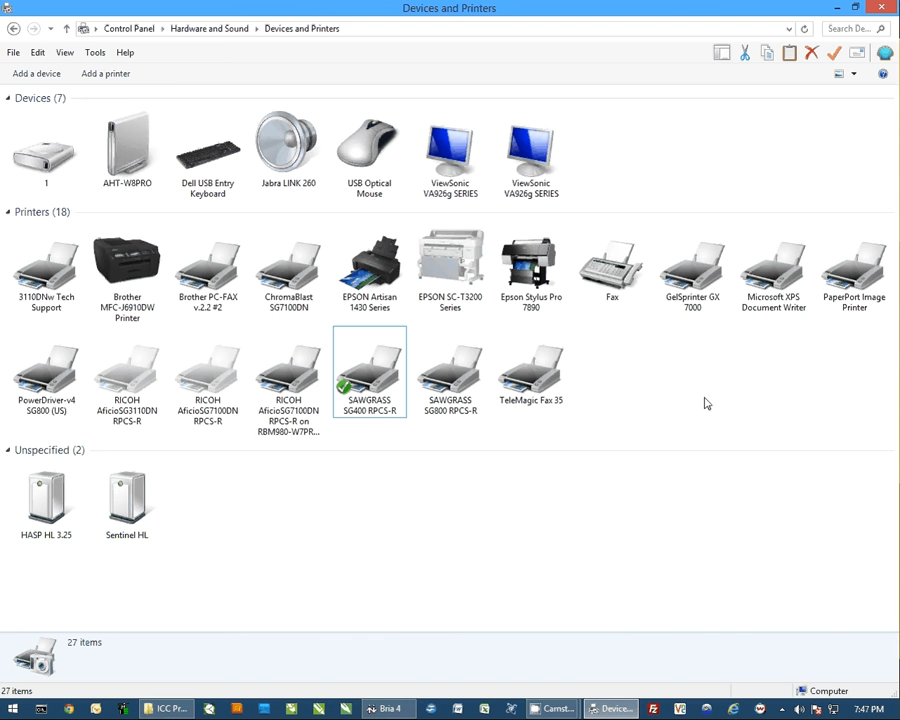 Devices and Printers
Control Panel
Hardware and Sound
Devices and Printers
Search De...
File
Edit
View
Tools
Help
Add a device
Add a printer
Devices (7)
1
AHT-W8PRO
Dell USB Entry
Keyboard
Jabra LINK 260
USB Optical
Mouse
ViewSonic
VA926g SERIES
ViewSonic
VA926g SERIES
Printers (18)
3110DNw Tech
Support
Brother
MFC-J6910DW
Printer
Brother PC-FAX
v.2.2 #2
ChromaBlast
SG7100DN
EPSON Artisan
1430 Series
EPSON SC-T3200
Series
Epson Stylus Pro
7890
Fax
GelSprinter GX
7000
Microsoft XPS
Document Writer
PaperPort Image
Printer
PowerDriver-v4
SG800 (US)
RICOH
AficioSG3110DN
RPCS-R
RICOH
AficioSG7100DN
RPCS-R
RICOH
AficioSG7100DN
RPCS-R on
RBM980-W7PR...
SAWGRASS
SG400 RPCS-R
SAWGRASS
SG800 RPCS-R
TeleMagic Fax 35
Unspecified (2)
HASP HL 3.25
Sentinel HL
27 items
27 items
Computer
ICC Pr...
Bria 4
Camst...
Device...
7:47 PM